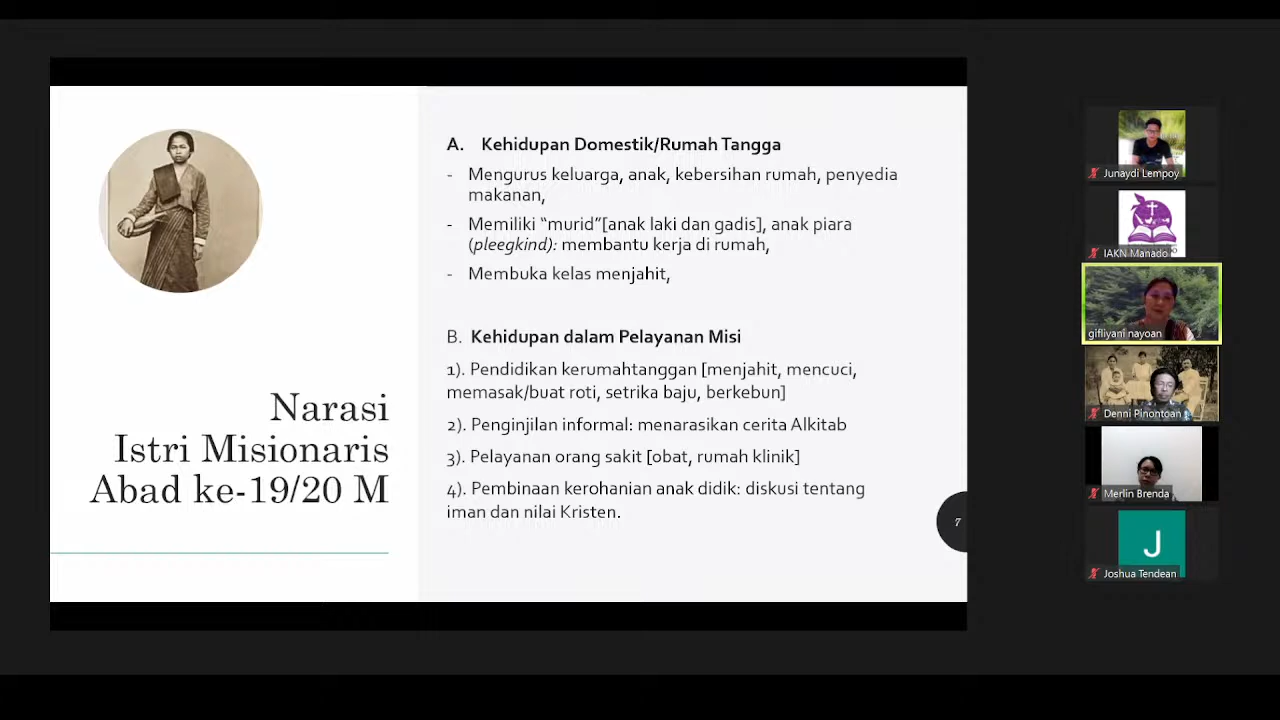 Narasi
Istri Misionaris
Abad ke-19/20 M
A. Kehidupan Domestik/Rumah Tangga
- Mengurus keluarga, anak, kebersihan rumah, penyedia
makanan,
- Memiliki “murid”[anak laki dan gadis], anak piara
(pleegkind): membantu kerja di rumah,
- Membuka kelas menjahit,
B. Kehidupan dalam Pelayanan Misi
1). Pendidikan kerumahtanggan [menjahit, mencuci,
memasak/buat roti, setrika baju, berkebun]
2). Penginjilan informal: menarasikan cerita Alkitab
3). Pelayanan orang sakit [obat, rumah klinik]
4). Pembinaan kerohanian anak didik: diskusi tentang
iman dan nilai Kristen.
7
Junaydi Lempoy
IAKN Manado
gifliyani nayoan
Denni Pinontoan
Merlin Brenda
J
Joshua Tendean